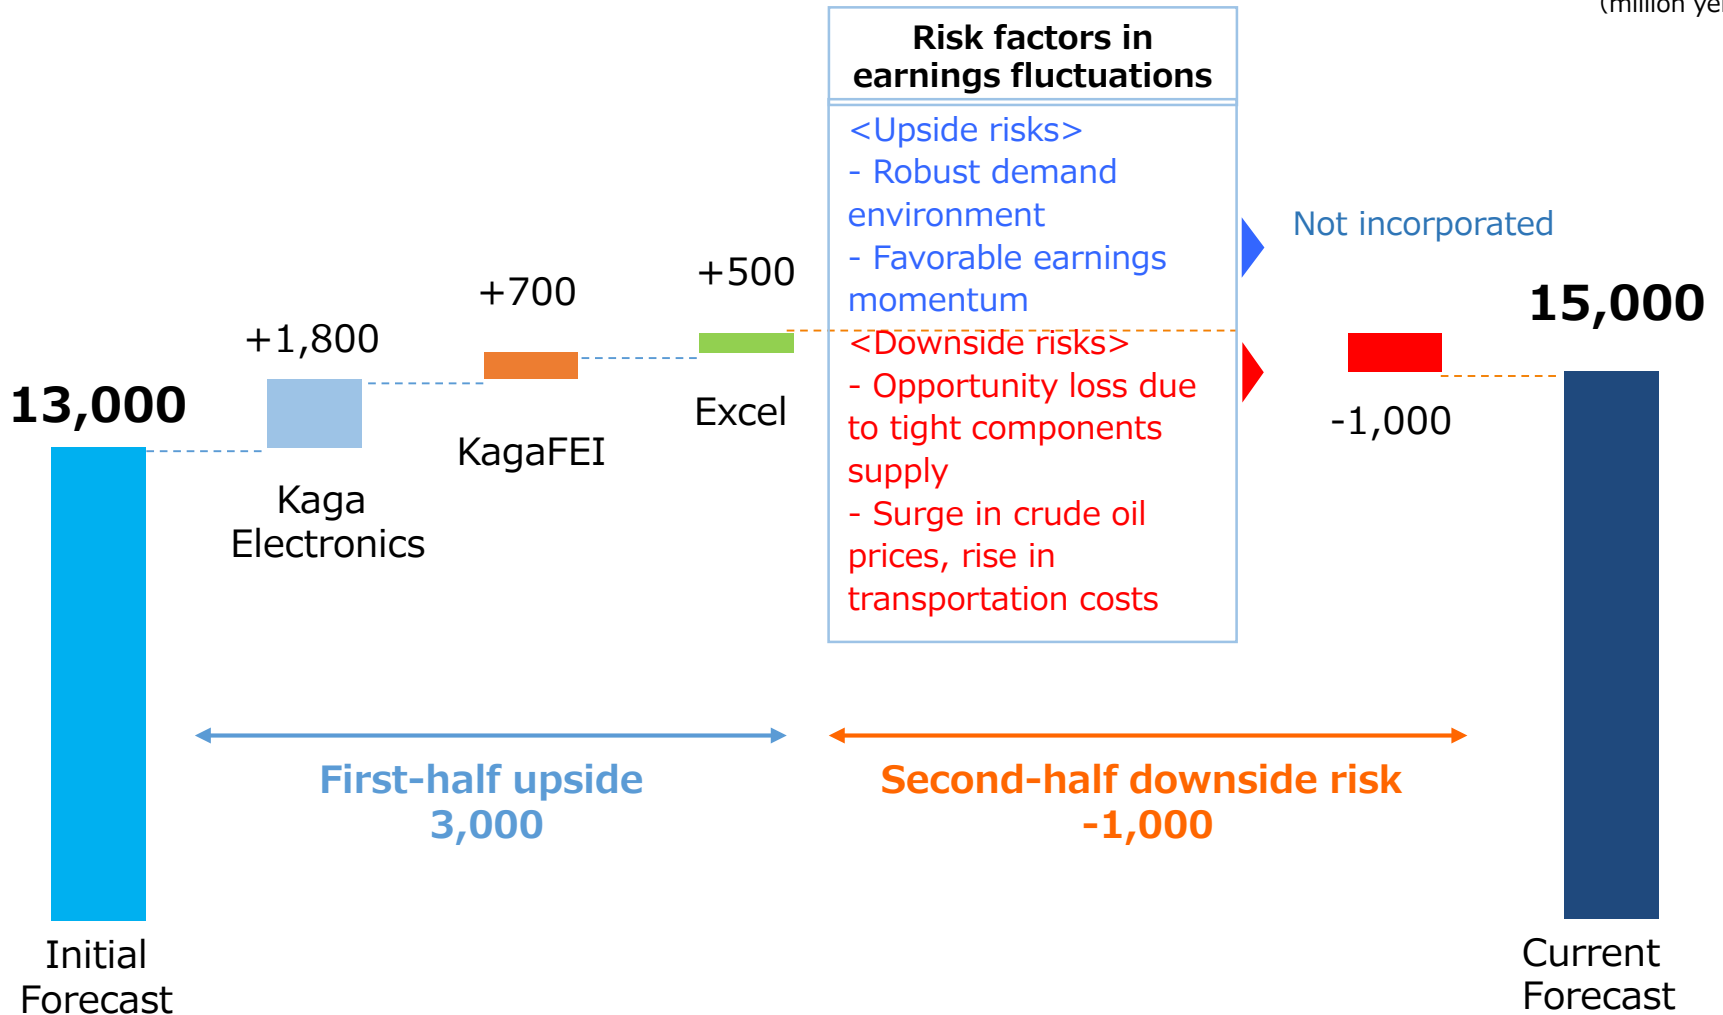 (million ye
Risk factors in
earnings fluctuations
<Upside risks>
- Robust demand
environment
- Favorable earnings
momentum
<Downside risks>
- Opportunity loss due
to tight components
supply
- Surge in crude oil
prices, rise in
transportation costs
Not incorporated
13,000
+1,800
+700
+500
-1,000
15,000
Kaga
Electronics
KagaFEI
Excel
First-half upside
3,000
Second-half downside risk
-1,000
Initial
Forecast
Current
Forecast